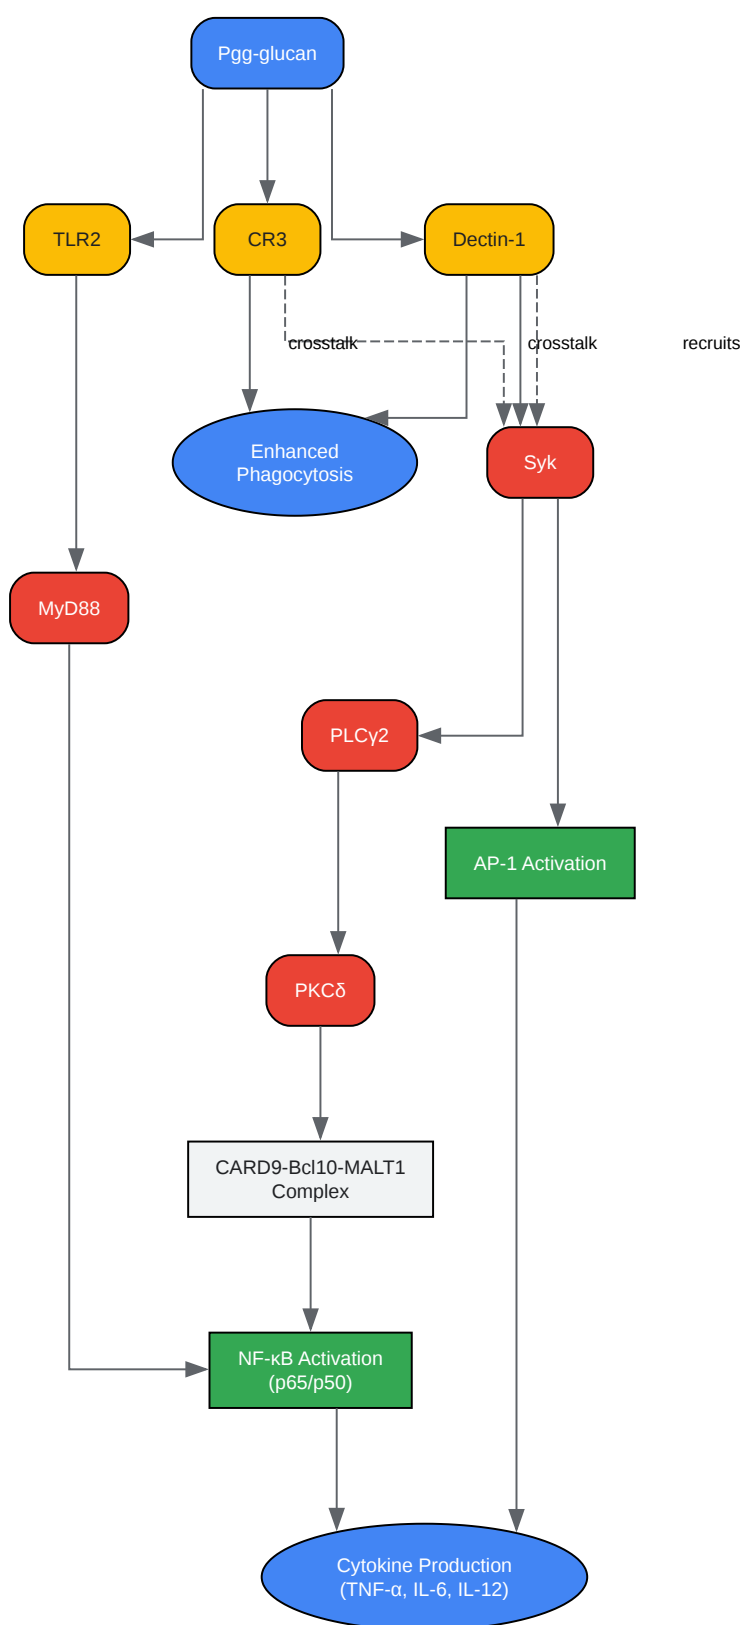 Pgg-glucan
TLR2
CR3
Dectin-1
crosstalk
crosstalk
recruits
Enhanced
Phagocytosis
Syk
MyD88
PLCγ2
AP-1 Activation
PKCδ
CARD9-Bcl10-MALT1
Complex
NF-κB Activation
(p65/p50)
Cytokine Production
(TNF-α, IL-6, IL-12)